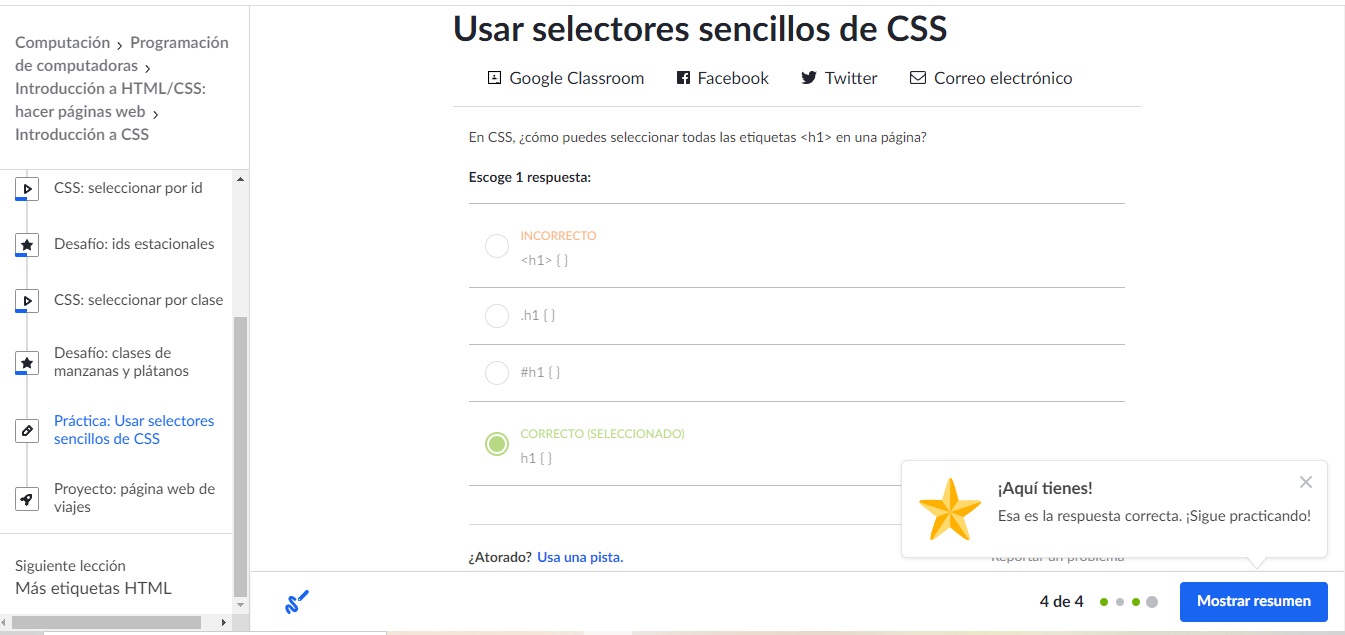 Computación › Programación
de computadoras ›
Introducción a HTML/CSS:
hacer páginas web ›
Introducción a CSS
CSS: seleccionar por id
Desafío: ids estacionales
CSS: seleccionar por clase
Desafío: clases de
manzanas y plátanos
Práctica: Usar selectores
sencillos de CSS
Proyecto: página web de
viajes
Siguiente lección
Más etiquetas HTML
Usar selectores sencillos de CSS
Google Classroom Facebook Twitter Correo electrónico
En CSS, ¿cómo puedes seleccionar todas las etiquetas <h1> en una página?
Escoge 1 respuesta:
INCORRECTO
<h1> { }
.h1 { }
#h1 { }
CORRECTO (SELECCIONADO)
h1 { }
¡Aquí tienes!
Esa es la respuesta correcta. ¡Sigue practicando!
¿Atorado? Usa una pista.
Reportar un problema
4 de 4
Mostrar resumen